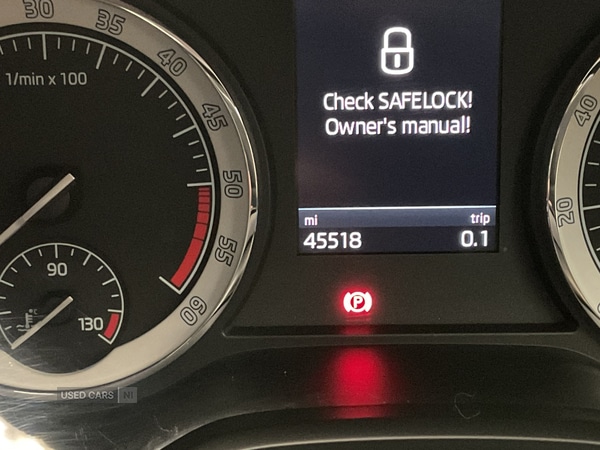 30
35
40
45
50
55
60
1/min x 100
90
130
°C
Check SAFELOCK!
Owner's manual!
mi trip
45518 0.1
P
40
20
USED CARS NI